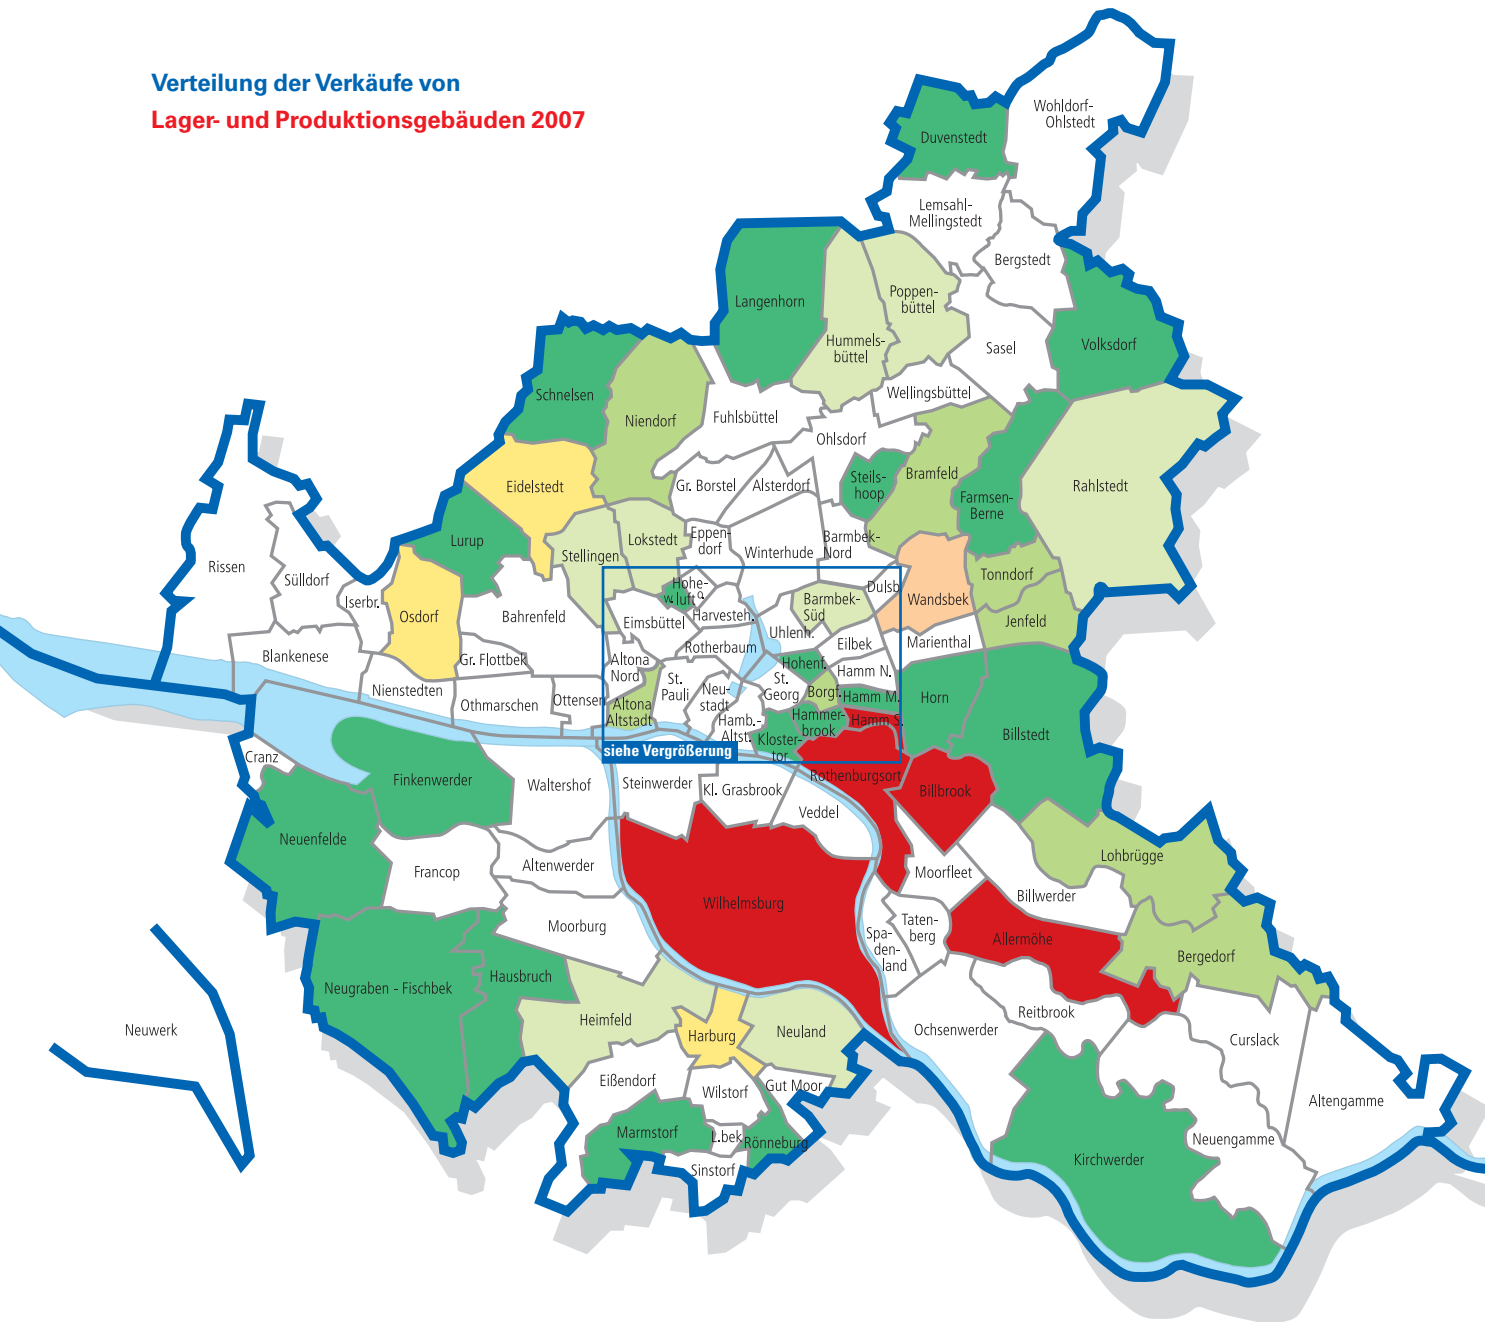 Verteilung der Verkäufe von
Lager- und Produktionsgebäuden 2007
Wohldorf-
Ohlstedt
Duvenstedt
Lemsahl-
Mellingstedt
Bergstedt
Langenhorn
Poppen-
büttel
Hummels-
büttel
Sasel
Volksdorf
Schnelsen
Niendorf
Fuhlsbüttel
Wellingsbüttel
Ohlsdorf
Eidelstedt
Gr. Borstel
Alsterdorf
Steils-
hoop
Bramfeld
Farmsen-
Berne
Rahlstedt
Lurup
Stellingen
Lokstedt
Eppen-
dorf
Winterhude
Barmbek-
Nord
Rissen
Sülldorf
Iserbr.
Osdorf
Bahrenfeld
Hohe-
w. luft o.
Harvesteh.
Eimsbüttel
Barmbek-
Süd
Dulsb.
Wandsbek
Tonndorf
Jenfeld
Blankenese
Gr. Flottbek
Altona
Nord
Rotherbaum
Uhlenh.
Eilbek
Marienthal
Nienstedten
Othmarschen
Ottensen
Altona
Altstadt
St.
Pauli
Neu-
stadt
St.
Georg
Hohenf.
Hamm N.
Borgf.
Hamm M.
Horn
Hamb.-
Altst.
Hammer-
brook
Hamm S.
Billstedt
Kloster-
tor
siehe Vergrößerung
Cranz
Finkenwerder
Waltershof
Steinwerder
Kl. Grasbrook
Rothenburgsort
Veddel
Billbrook
Neuenfelde
Francop
Altenwerder
Moorfleet
Lohbrügge
Billwerder
Wilhelmsburg
Moorburg
Spa-
den-
land
Taten-
berg
Allermöhe
Bergedorf
Neugraben - Fischbek
Hausbruch
Heimfeld
Harburg
Neuland
Neuwerk
Ochsenwerder
Reitbrook
Curslack
Eißendorf
Wilstorf
Gut Moor
Altengamme
Marmstorf
L.bek
Rönneburg
Neuengamme
Kirchwerder
Sinstorf